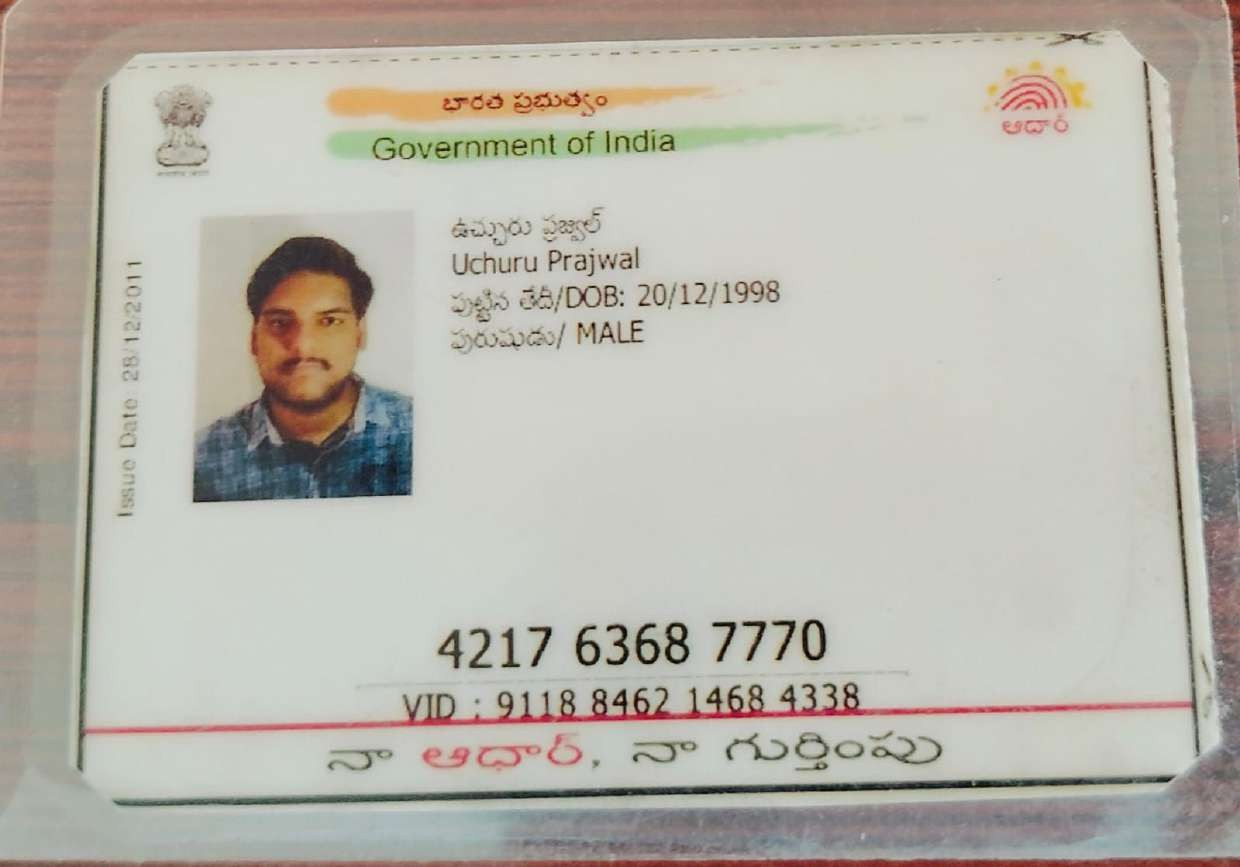 భారత ప్రభుత్వం
Government of India
ఆధార్
ఉచ్చురు ప్రజ్వల్
Uchuru Prajwal
పుట్టిన తేదీ/DOB: 20/12/1998
పురుషుడు/ MALE
Issue Date : 28/12/2011
4217 6368 7770
VID : 9118 8462 1468 4338
నా ఆధార్, నా గుర్తింపు